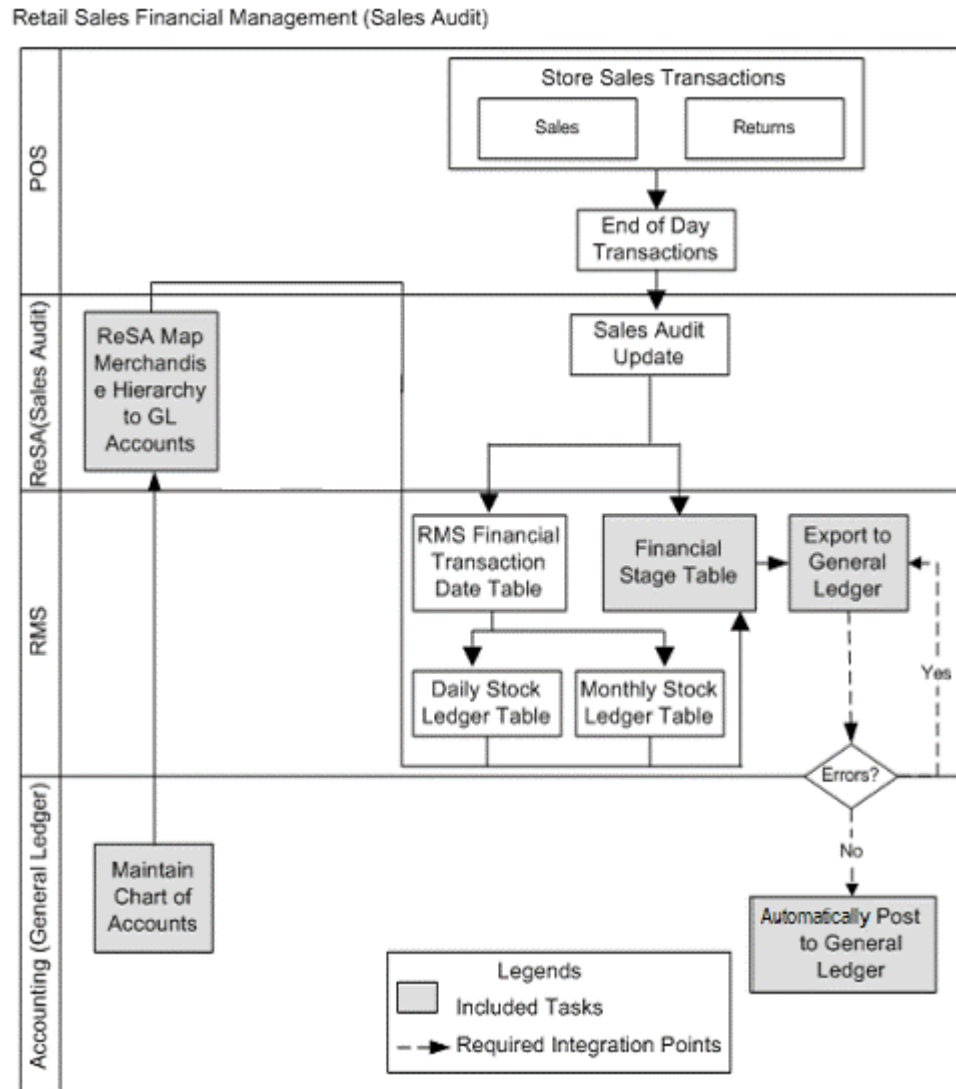 Retail Sales Financial Management (Sales Audit)
POS
Store Sales Transactions
Sales
Returns
End of Day
Transactions
ReSA(Sales Audit)
ReSA Map
Merchandis
e Hierarchy
to GL
Accounts
Sales Audit
Update
RMS
RMS Financial
Transaction
Date Table
Financial
Stage Table
Export to
General
Ledger
Daily Stock
Ledger Table
Monthly Stock
Ledger Table
Yes
Errors?
Accounting (General Ledger)
Maintain
Chart of
Accounts
No
Automatically Post
to General
Ledger
Legends
Included Tasks
Required Integration Points